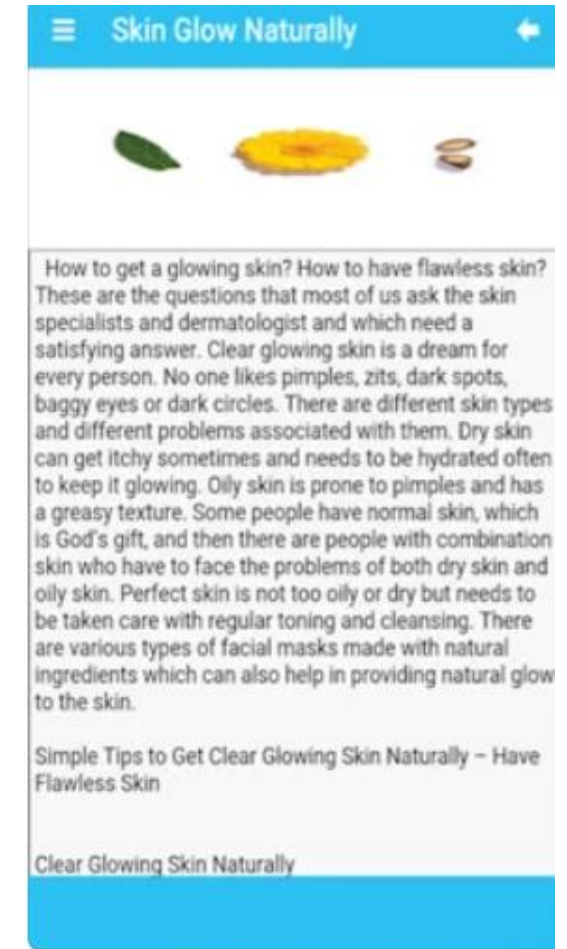 Skin Glow Naturally
How to get a glowing skin? How to have flawless skin?
These are the questions that most of us ask the skin
specialists and dermatologist and which need a
satisfying answer. Clear glowing skin is a dream for
every person. No one likes pimples, zits, dark spots,
baggy eyes or dark circles. There are different skin types
and different problems associated with them. Dry skin
can get itchy sometimes and needs to be hydrated often
to keep it glowing. Oily skin is prone to pimples and has
a greasy texture. Some people have normal skin, which
is God's gift, and then there are people with combination
skin who have to face the problems of both dry skin and
oily skin. Perfect skin is not too oily or dry but needs to
be taken care with regular toning and cleansing. There
are various types of facial masks made with natural
ingredients which can also help in providing natural glow
to the skin.
Simple Tips to Get Clear Glowing Skin Naturally – Have
Flawless Skin
Clear Glowing Skin Naturally